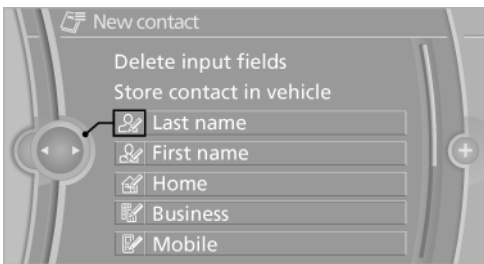 New contact
Delete input fields
Store contact in vehicle
Last name
First name
Home
Business
Mobile